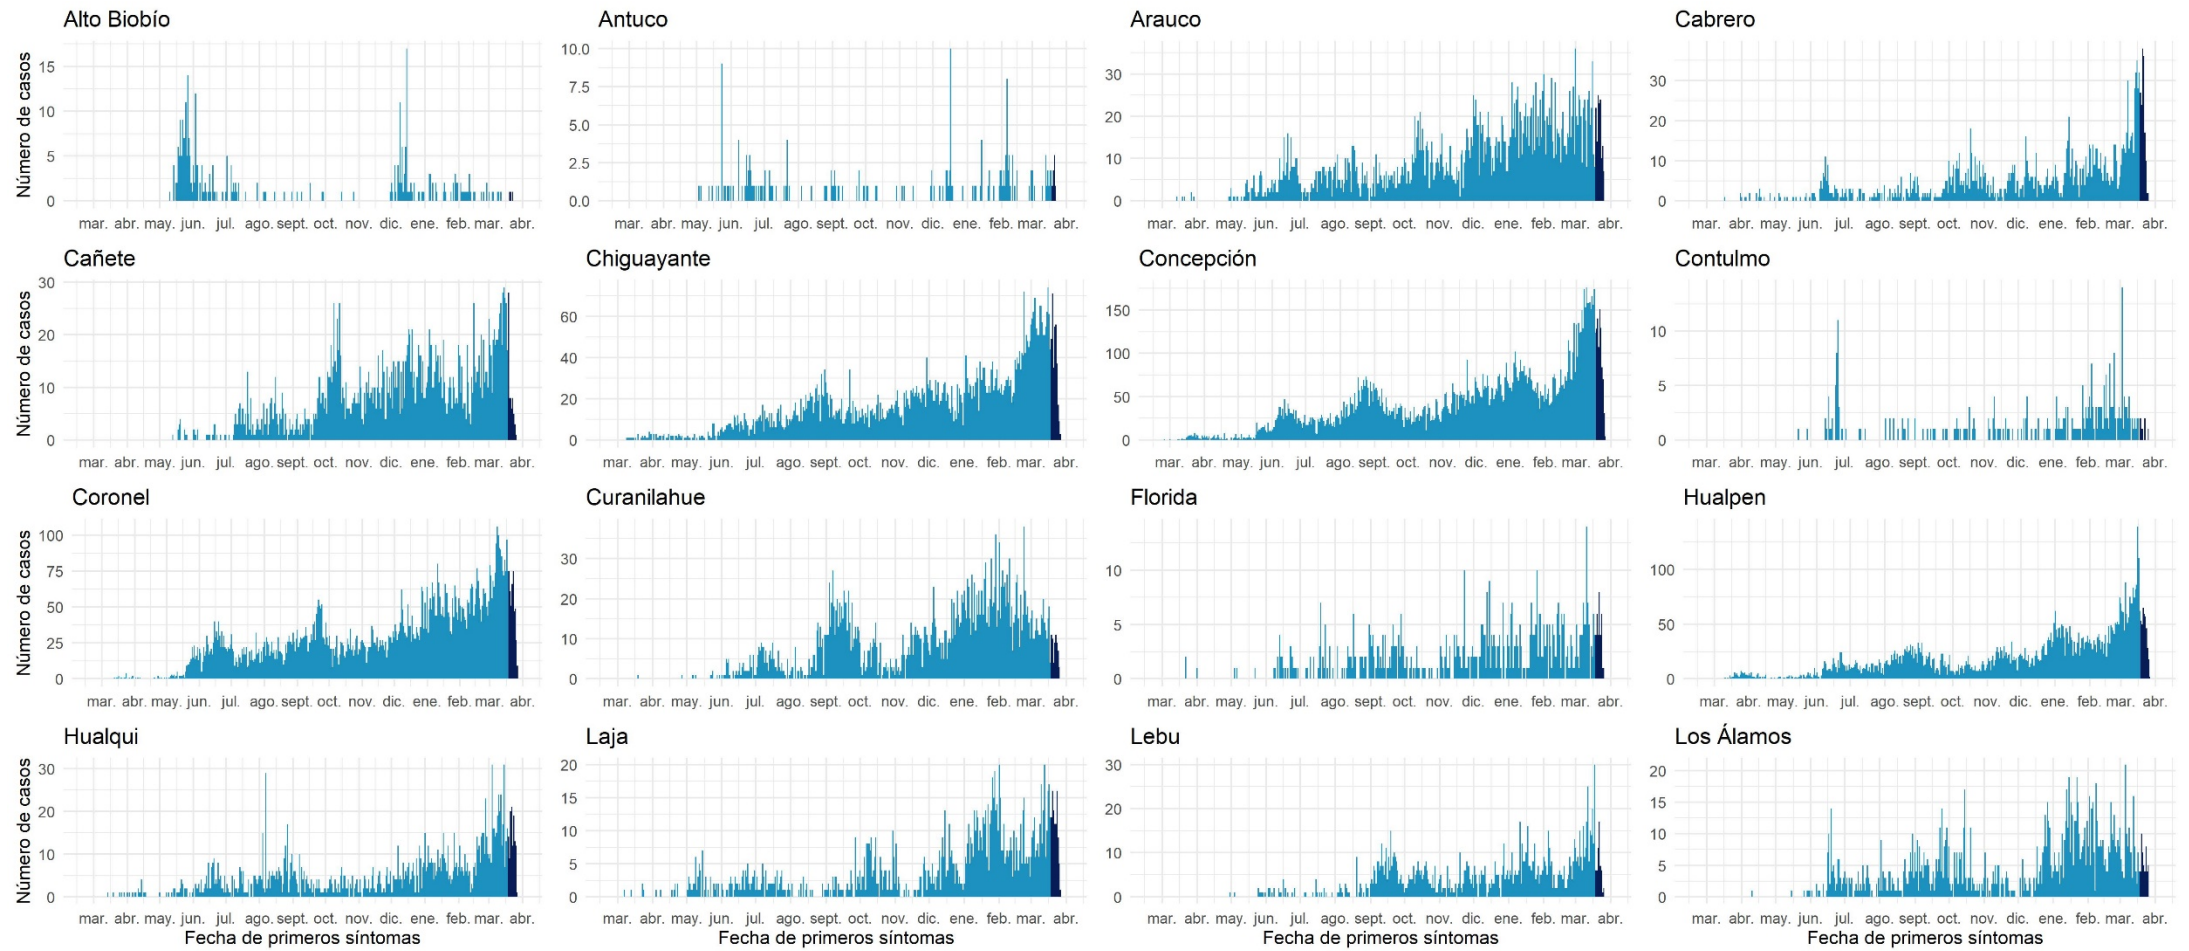 Alto Biobío
Antuco
Arauco
Cabrero
Número de casos
15
10
5
0
10.0
7.5
5.0
2.5
0.0
30
20
10
0
30
20
10
0
mar. abr. may. jun. jul. ago. sept. oct. nov. dic. ene. feb. mar. abr.
mar. abr. may. jun. jul. ago. sept. oct. nov. dic. ene. feb. mar. abr.
mar. abr. may. jun. jul. ago. sept. oct. nov. dic. ene. feb. mar. abr.
mar. abr. may. jun. jul. ago. sept. oct. nov. dic. ene. feb. mar. abr.
Cañete
Chiguayante
Concepción
Contulmo
Número de casos
30
20
10
0
60
40
20
0
150
100
50
0
10
5
0
mar. abr. may. jun. jul. ago. sept. oct. nov. dic. ene. feb. mar. abr.
mar. abr. may. jun. jul. ago. sept. oct. nov. dic. ene. feb. mar. abr.
mar. abr. may. jun. jul. ago. sept. oct. nov. dic. ene. feb. mar. abr.
mar. abr. may. jun. jul. ago. sept. oct. nov. dic. ene. feb. mar. abr.
Coronel
Curanilahue
Florida
Hualpen
Número de casos
100
75
50
25
0
30
20
10
0
10
5
0
100
50
0
mar. abr. may. jun. jul. ago. sept. oct. nov. dic. ene. feb. mar. abr.
mar. abr. may. jun. jul. ago. sept. oct. nov. dic. ene. feb. mar. abr.
mar. abr. may. jun. jul. ago. sept. oct. nov. dic. ene. feb. mar. abr.
mar. abr. may. jun. jul. ago. sept. oct. nov. dic. ene. feb. mar. abr.
Hualqui
Laja
Lebu
Los Álamos
Número de casos
30
20
10
0
20
15
10
5
0
30
20
10
0
20
15
10
5
0
mar. abr. may. jun. jul. ago. sept. oct. nov. dic. ene. feb. mar. abr.
mar. abr. may. jun. jul. ago. sept. oct. nov. dic. ene. feb. mar. abr.
mar. abr. may. jun. jul. ago. sept. oct. nov. dic. ene. feb. mar. abr.
mar. abr. may. jun. jul. ago. sept. oct. nov. dic. ene. feb. mar. abr.
Fecha de primeros síntomas
Fecha de primeros síntomas
Fecha de primeros síntomas
Fecha de primeros síntomas